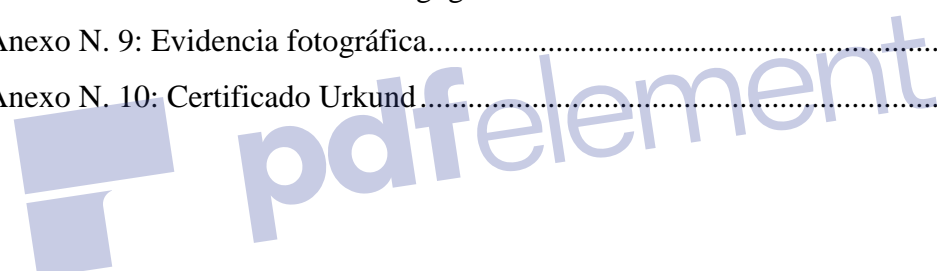 Anexo N. 9: Evidencia fotográfica................................................................
Anexo N. 10: Certificado Urkund................................................................
pdfelement